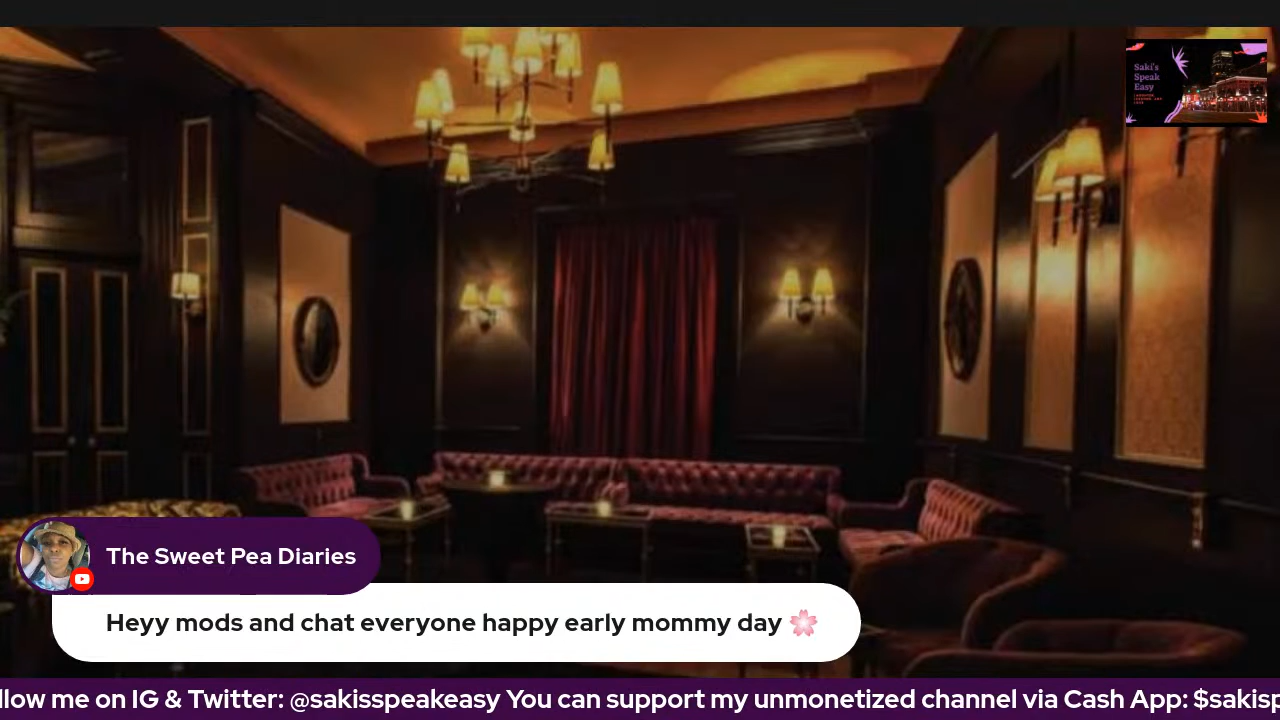 Saki's
Speak
Easy
The Sweet Pea Diaries
Heyy mods and chat everyone happy early mommy day 🌸
llow me on IG & Twitter: @sakisspeakeasy You can support my unmonetized channel via Cash App: $sakisp